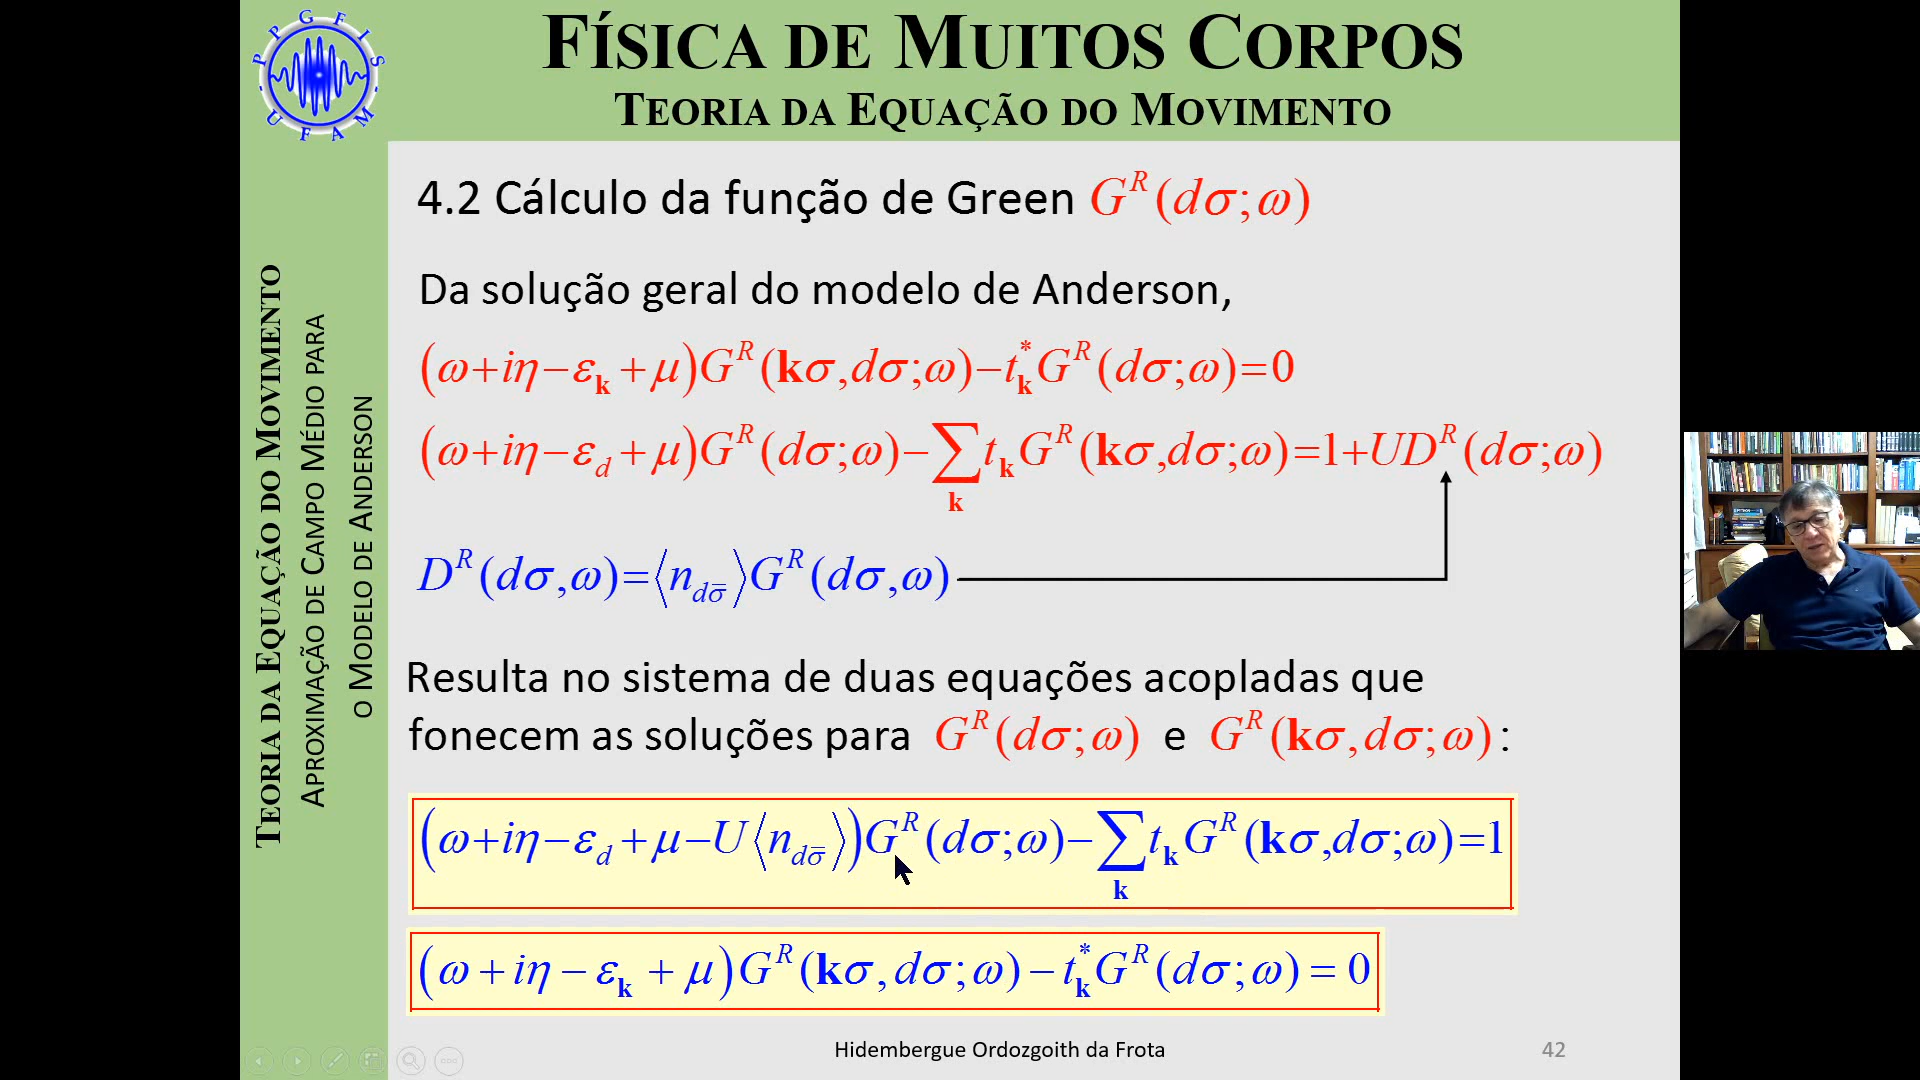 PPGFIS - UFAM -
FÍSICA DE MUITOS CORPOS
TEORIA DA EQUAÇÃO DO MOVIMENTO
TEORIA DA EQUAÇÃO DO MOVIMENTO
APROXIMAÇÃO DE CAMPO MÉDIO PARA
O MODELO DE ANDERSON
4.2 Cálculo da função de Green G^R(dσ;ω)
Da solução geral do modelo de Anderson,
(ω+iη−ε_k+μ)G^R(kσ,dσ;ω)−t_k^*G^R(dσ;ω)=0
(ω+iη−ε_d+μ)G^R(dσ;ω)−∑_k t_k G^R(kσ,dσ;ω)=1+UD^R(dσ;ω)
D^R(dσ,ω)=⟨n_{dσ̄}⟩G^R(dσ,ω)
Resulta no sistema de duas equações acopladas que
fonecem as soluções para G^R(dσ;ω) e G^R(kσ,dσ;ω):
(ω+iη−ε_d+μ−U⟨n_{dσ̄}⟩)G^R(dσ;ω)−∑_k t_k G^R(kσ,dσ;ω)=1
(ω+iη−ε_k+μ)G^R(kσ,dσ;ω)−t_k^*G^R(dσ;ω)=0
Hidembergue Ordozgoith da Frota
42